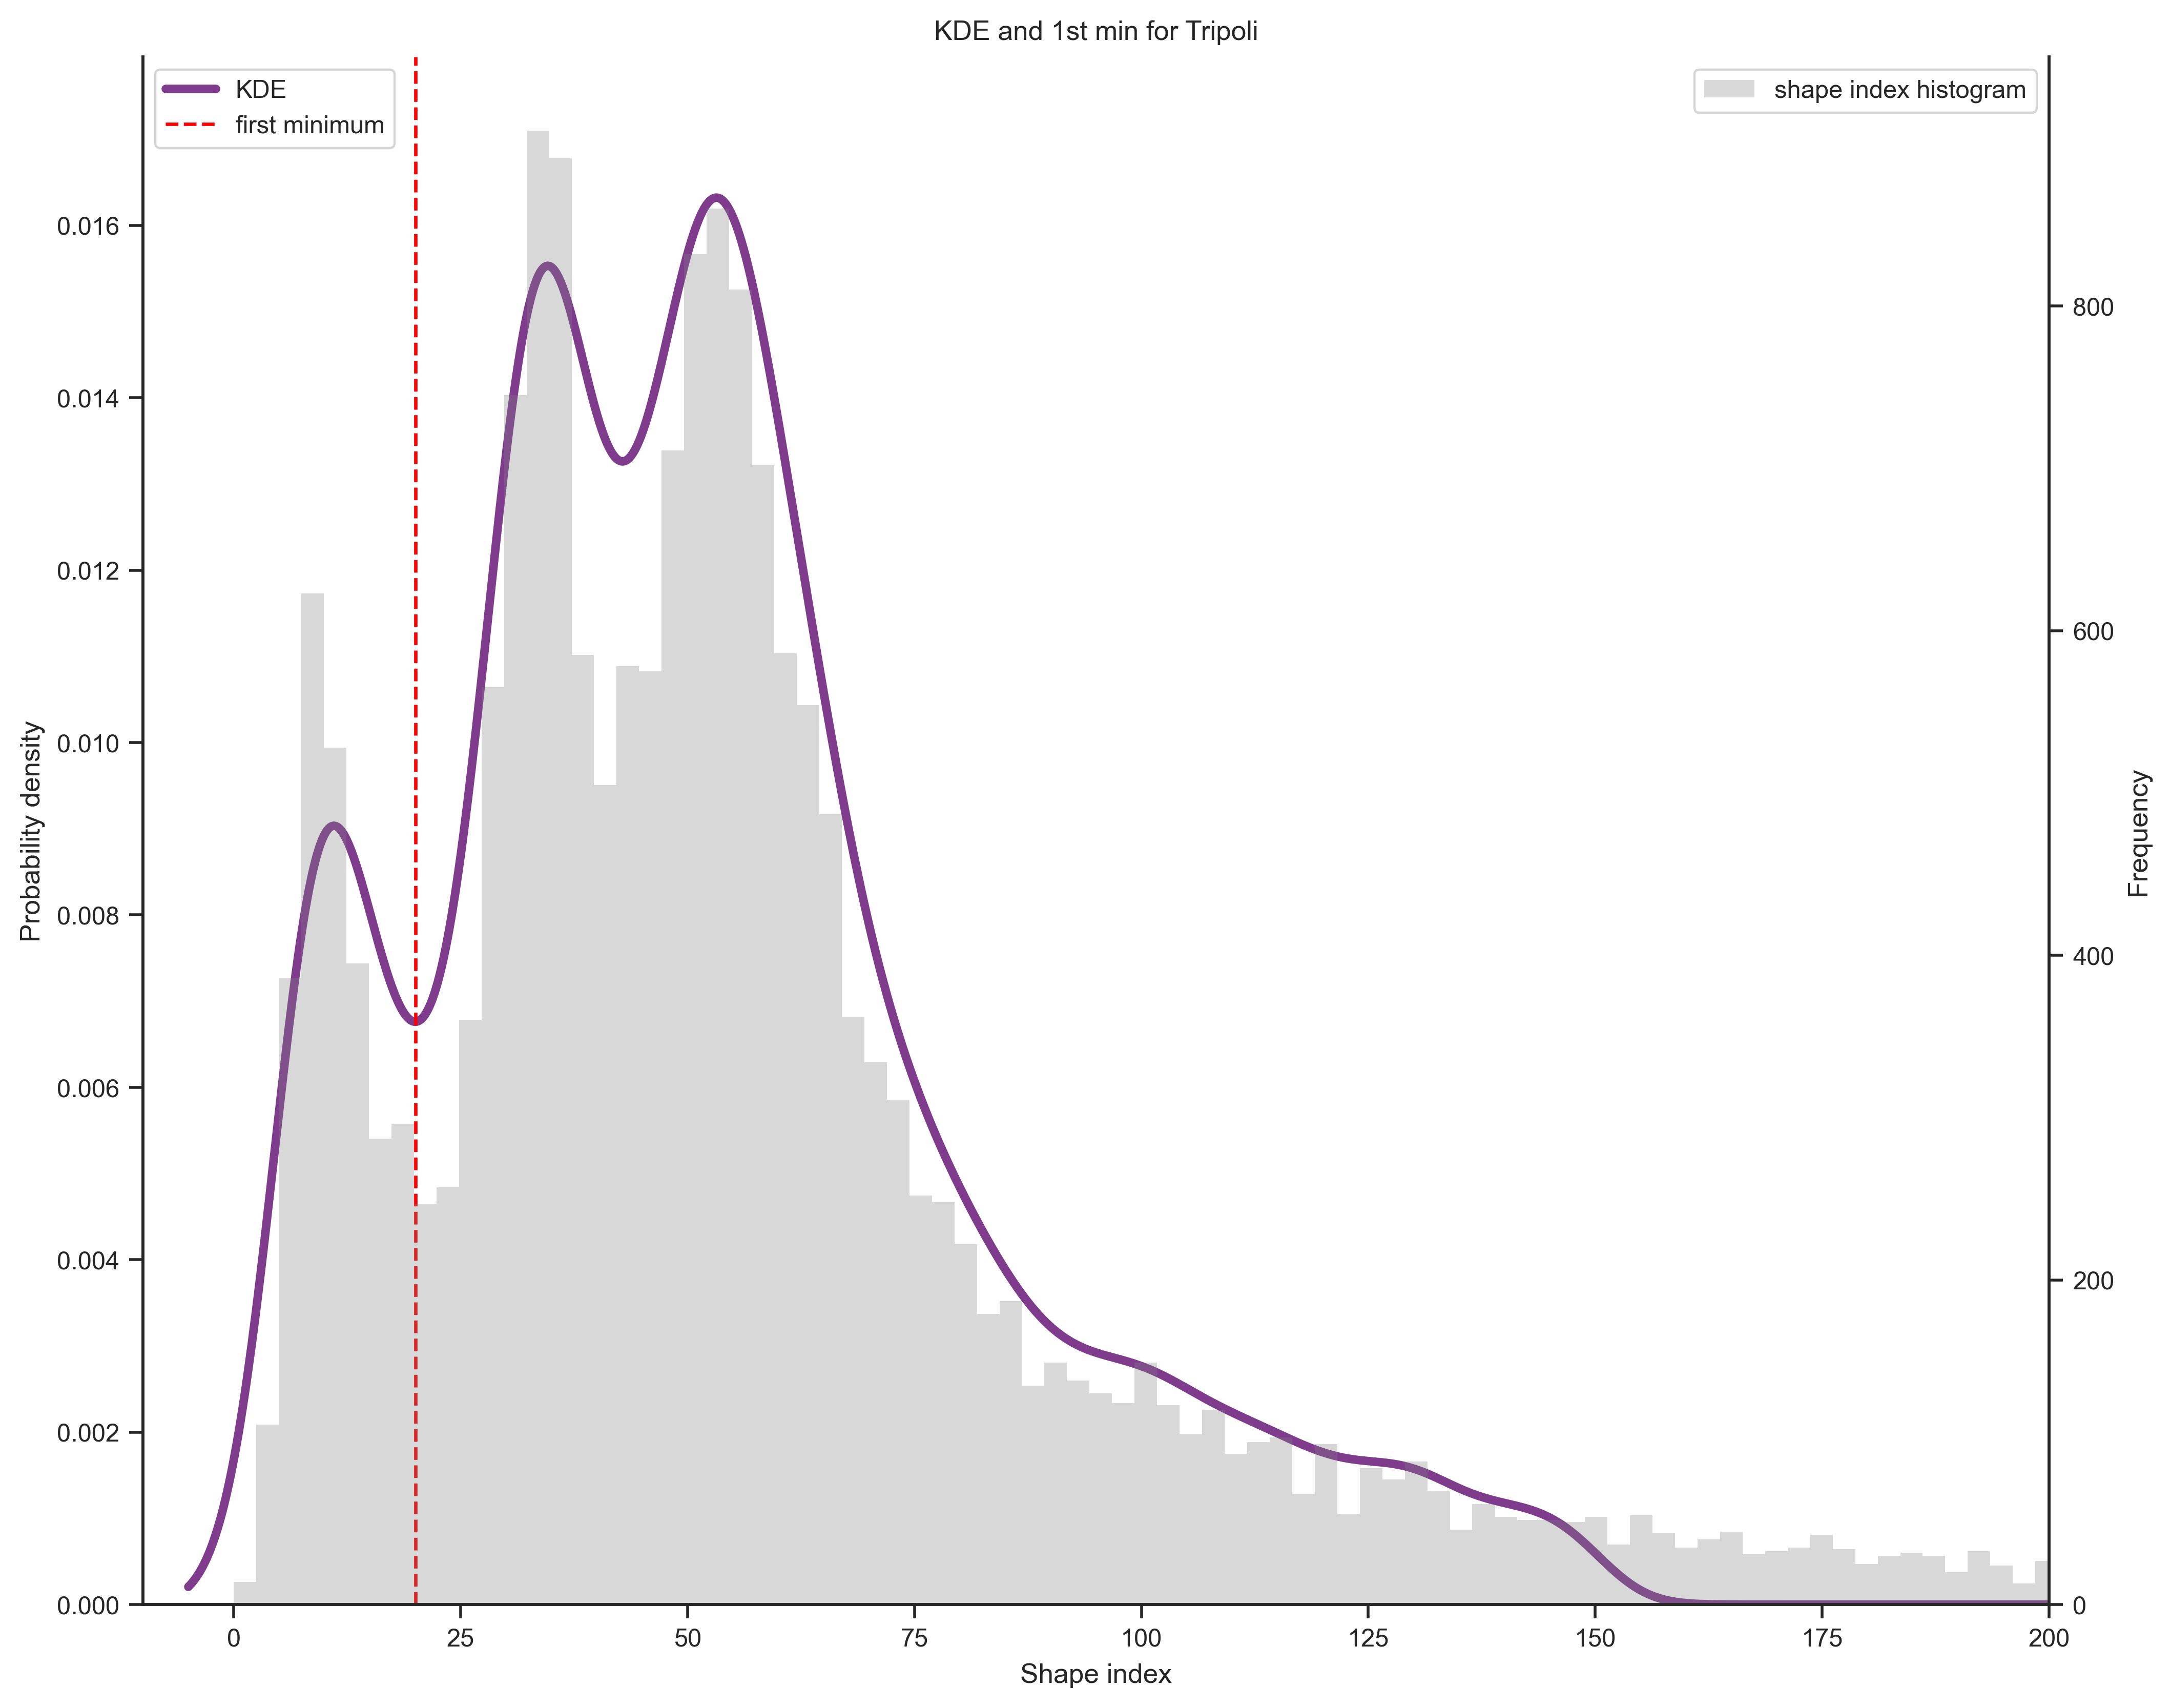 KDE and 1st min for Tripoli
KDE
first minimum
shape index histogram
Probability density
0.016
0.014
0.012
0.010
0.008
0.006
0.004
0.002
0.000
Frequency
800
600
400
200
0
0 25 50 75 100 125 150 175 200
Shape index